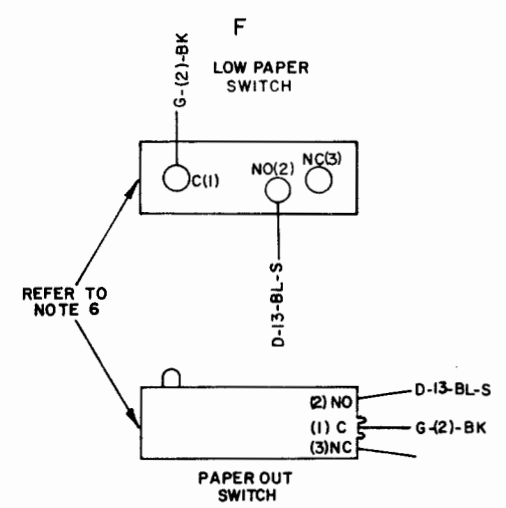 F
G-(2)-BK
LOW PAPER
SWITCH
C(1)
NO(2)
NC(3)
D-13-BL-S
REFER TO
NOTE 6
(2) NO
D-13-BL-S
(1) C
G-(2)-BK
(3)NC
PAPER OUT
SWITCH